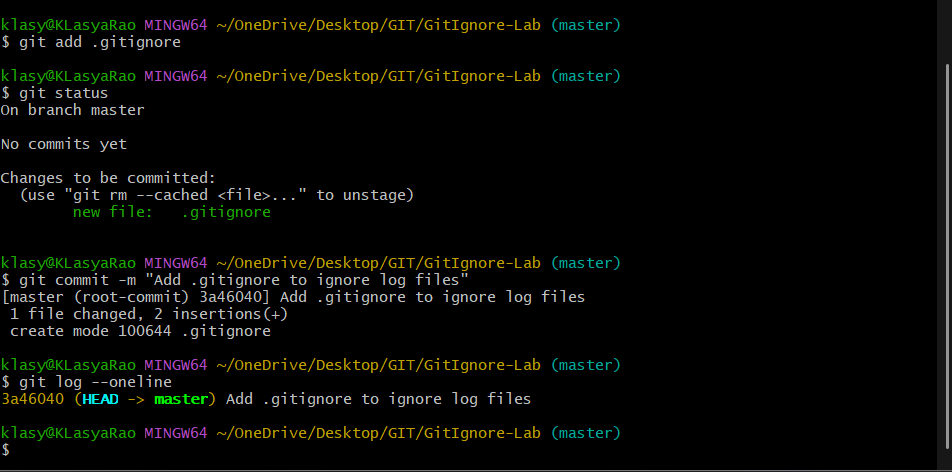 klasy@KLasyaRao MINGW64 ~/OneDrive/Desktop/GIT/GitIgnore-Lab (master)
$ git add .gitignore
klasy@KLasyaRao MINGW64 ~/OneDrive/Desktop/GIT/GitIgnore-Lab (master)
$ git status
On branch master
No commits yet
Changes to be committed:
  (use "git rm --cached <file>..." to unstage)
        new file:   .gitignore
klasy@KLasyaRao MINGW64 ~/OneDrive/Desktop/GIT/GitIgnore-Lab (master)
$ git commit -m "Add .gitignore to ignore log files"
[master (root-commit) 3a46040] Add .gitignore to ignore log files
 1 file changed, 2 insertions(+)
 create mode 100644 .gitignore
klasy@KLasyaRao MINGW64 ~/OneDrive/Desktop/GIT/GitIgnore-Lab (master)
$ git log --oneline
3a46040 (HEAD -> master) Add .gitignore to ignore log files
klasy@KLasyaRao MINGW64 ~/OneDrive/Desktop/GIT/GitIgnore-Lab (master)
$